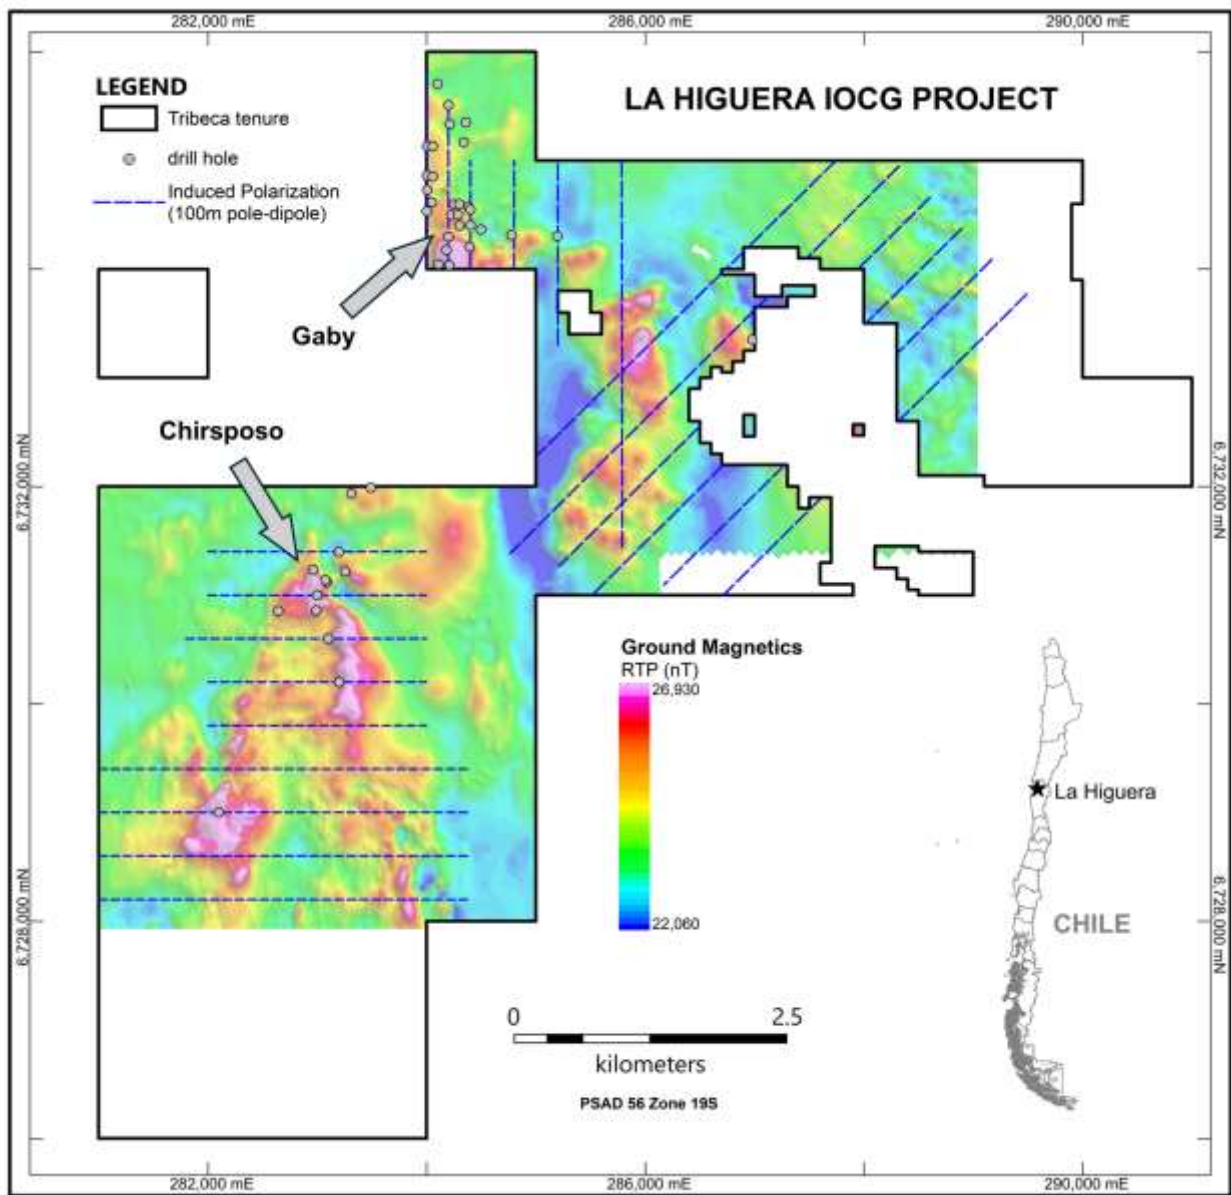 282,000 mE
286,000 mE
290,000 mE
LEGEND
Tribeca tenure
drill hole
Induced Polarization
(100m pole-dipole)
LA HIGUERA IOCG PROJECT
Gaby
Chirsposo
6,732,000 mN
6,732,000 mN
Ground Magnetics
RTP (nT)
26,930
22,060
La Higuera
CHILE
6,728,000 mN
6,728,000 mN
0
2.5
kilometers
PSAD 56 Zone 19S
282,000 mE
286,000 mE
290,000 mE